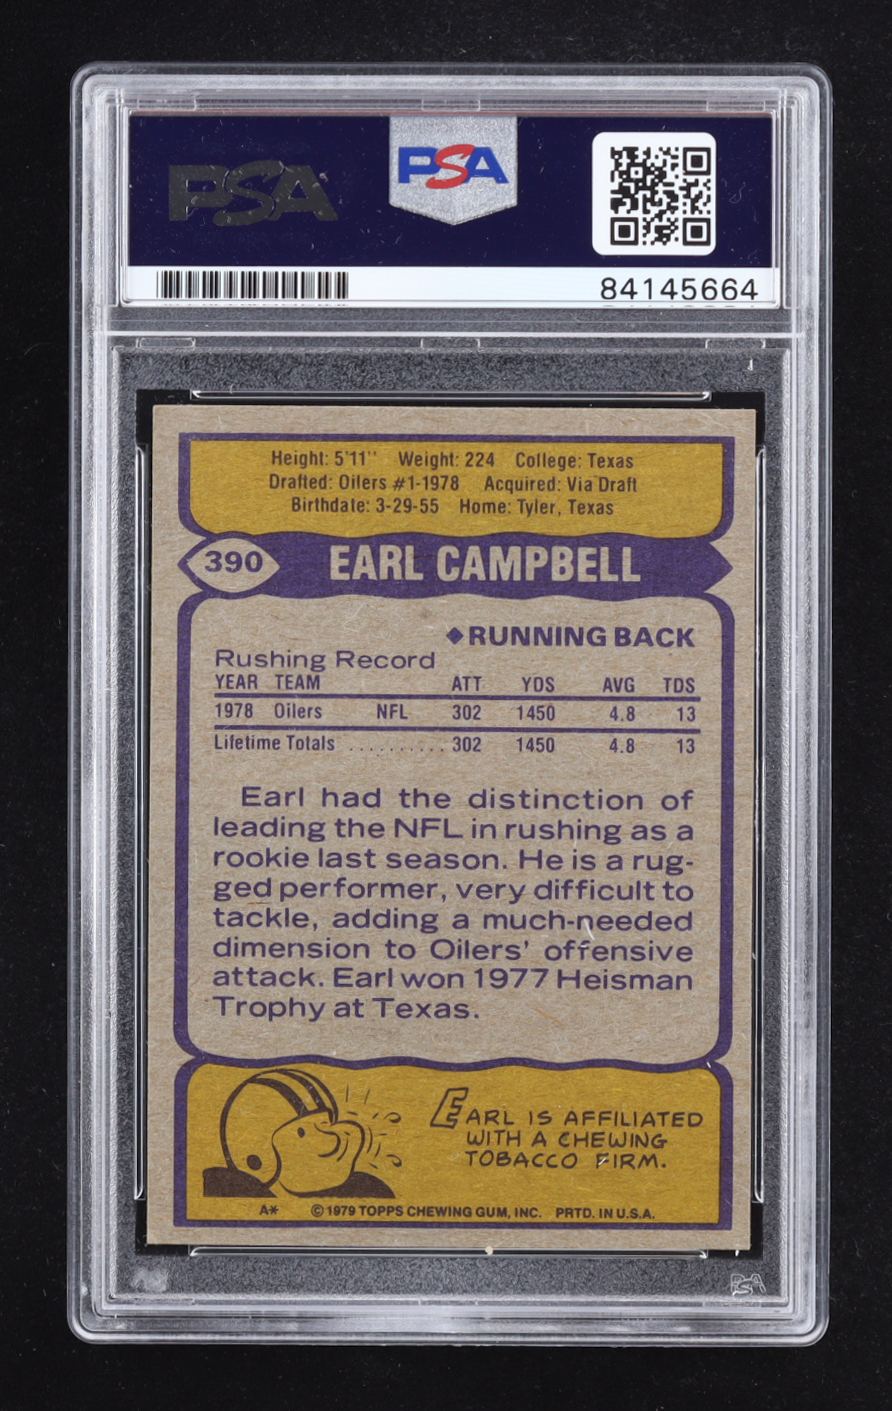 PSA PSA
84145664
Height: 5'11'' Weight: 224 College: Texas
Drafted: Oilers #1-1978 Acquired: Via Draft
Birthdate: 3-29-55 Home: Tyler, Texas
390 EARL CAMPBELL
◆RUNNING BACK
Rushing Record
YEAR TEAM ATT YDS AVG TDS
1978 Oilers NFL 302 1450 4.8 13
Lifetime Totals .......... 302 1450 4.8 13
Earl had the distinction of
leading the NFL in rushing as a
rookie last season. He is a rug-
ged performer, very difficult to
tackle, adding a much-needed
dimension to Oilers' offensive
attack. Earl won 1977 Heisman
Trophy at Texas.
EARL IS AFFILIATED
WITH A CHEWING
TOBACCO FIRM.
A* ©1979 TOPPS CHEWING GUM, INC. PRTD. IN U.S.A.
PSA